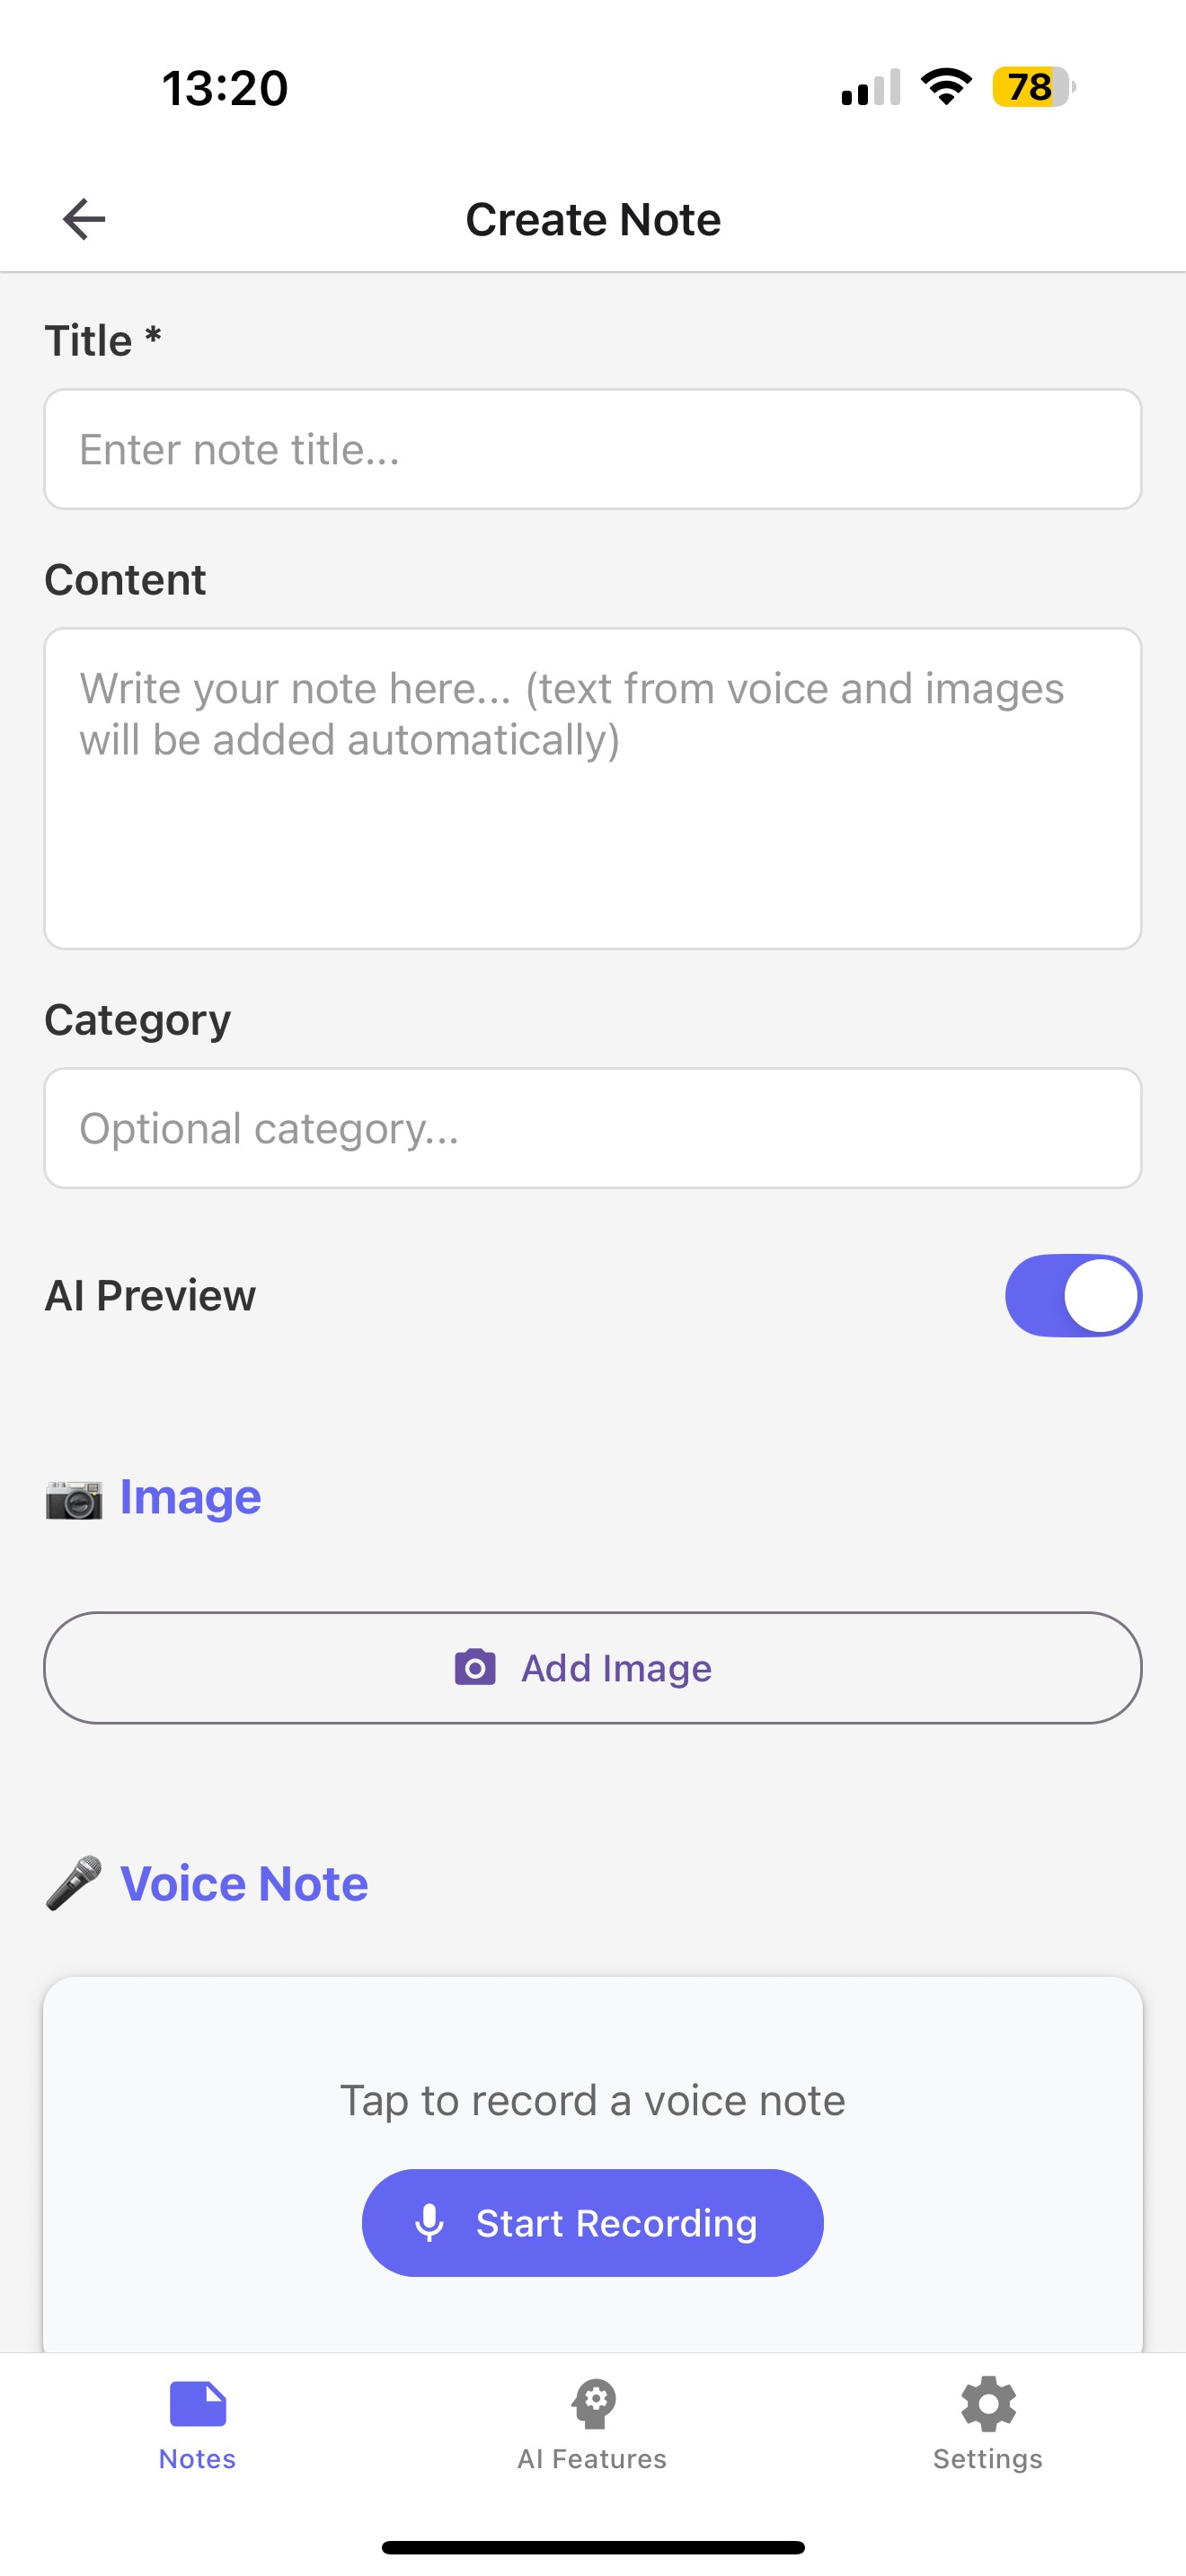 13:20
78
Create Note
Title *
Enter note title...
Content
Write your note here... (text from voice and images
will be added automatically)
Category
Optional category...
AI Preview
Image
Add Image
Voice Note
Tap to record a voice note
Start Recording
Notes
AI Features
Settings